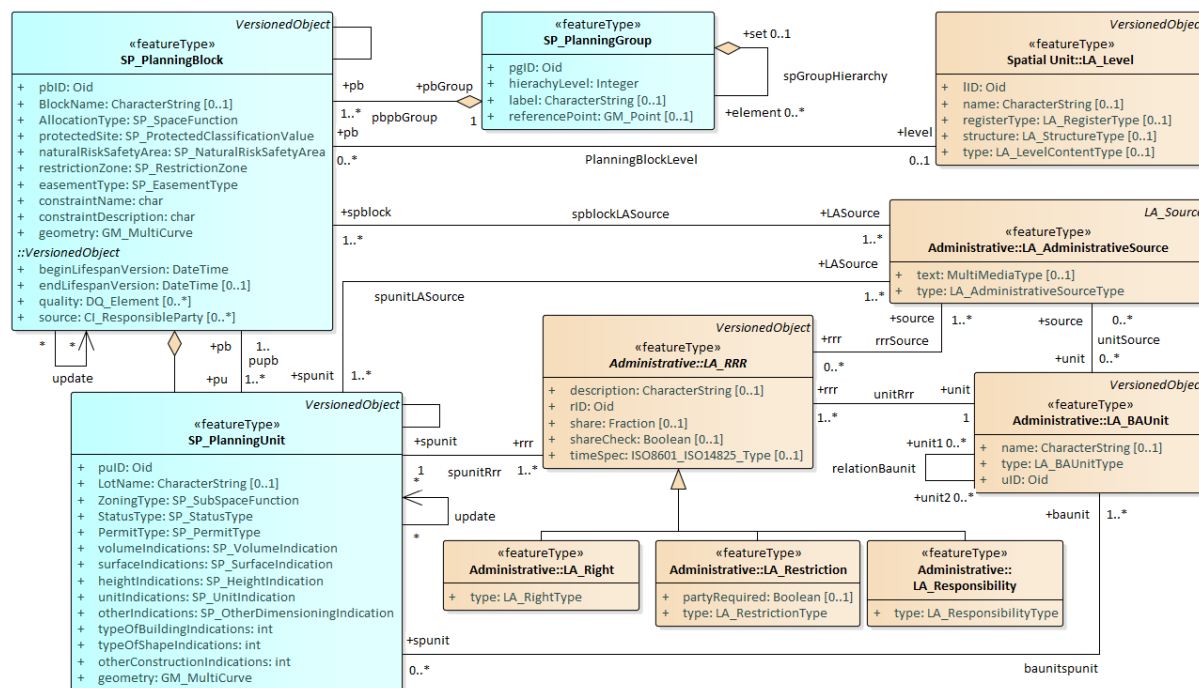 VersionedObject
«featureType»
SP_PlanningBlock
+ pbID: Oid
+ BlockName: CharacterString [0..1]
+ AllocationType: SP_SpaceFunction
+ protectedSite: SP_ProtectedClassificationValue
+ naturalRiskSafetyArea: SP_NaturalRiskSafetyArea
+ restrictionZone: SP_RestrictionZone
+ easementType: SP_EasementType
+ constraintName: char
+ constraintDescription: char
+ geometry: GM_MultiCurve
::VersionedObject
+ beginLifespanVersion: DateTime
+ endLifespanVersion: DateTime [0..1]
+ quality: DQ_Element [0..*]
+ source: CI_ResponsibleParty [0..*]
«featureType»
SP_PlanningGroup
+ pgID: Oid
+ hierachyLevel: Integer
+ label: CharacterString [0..1]
+ referencePoint: GM_Point [0..1]
+set 0..1
spGroupHierarchy
+element 0..*
VersionedObject
«featureType»
Spatial Unit::LA_Level
+ lID: Oid
+ name: CharacterString [0..1]
+ registerType: LA_RegisterType [0..1]
+ structure: LA_StructureType [0..1]
+ type: LA_LevelContentType [0..1]
+pb
+pbGroup
1..*
pbpbGroup
1
+pb
+level
0..*
PlanningBlockLevel
0..1
+spblock
spblockLASource
+LASource
1..*
1..*
LA_Source
«featureType»
Administrative::LA_AdministrativeSource
+ text: MultiMediaType [0..1]
+ type: LA_AdministrativeSourceType
+LASource
spunitLASource
1..*
+spunit
1..*
* *
update
+pb
1..
pupb
+pu
1..*
VersionedObject
«featureType»
Administrative::LA_RRR
+ description: CharacterString [0..1]
+ rID: Oid
+ share: Fraction [0..1]
+ shareCheck: Boolean [0..1]
+ timeSpec: ISO8601_ISO14825_Type [0..1]
+source
1..*
+rrr
rrrSource
0..*
+source
0..*
unitSource
+unit
0..*
+rrr
unitRrr
+unit
1..*
1
VersionedObject
«featureType»
Administrative::LA_BAUnit
+ name: CharacterString [0..1]
+ type: LA_BAUnitType
+ uID: Oid
+unit1 0..*
relationBaunit
+unit2 0..*
+baunit
1..*
VersionedObject
«featureType»
SP_PlanningUnit
+ puID: Oid
+ LotName: CharacterString [0..1]
+ ZoningType: SP_SubSpaceFunction
+ StatusType: SP_StatusType
+ PermitType: SP_PermitType
+ volumeIndications: SP_VolumeIndication
+ surfaceIndications: SP_SurfaceIndication
+ heightIndications: SP_HeightIndication
+ unitIndications: SP_UnitIndication
+ otherIndications: SP_OtherDimensioningIndication
+ typeOfBuildingIndications: int
+ typeOfShapeIndications: int
+ otherConstructionIndications: int
+ geometry: GM_MultiCurve
+spunit
+rrr
1
spunitRrr
1..*
*
update
*
«featureType»
Administrative::LA_Right
+ type: LA_RightType
«featureType»
Administrative::LA_Restriction
+ partyRequired: Boolean [0..1]
+ type: LA_RestrictionType
«featureType»
Administrative::
LA_Responsibility
+ type: LA_ResponsibilityType
+spunit
0..*
baunitspunit